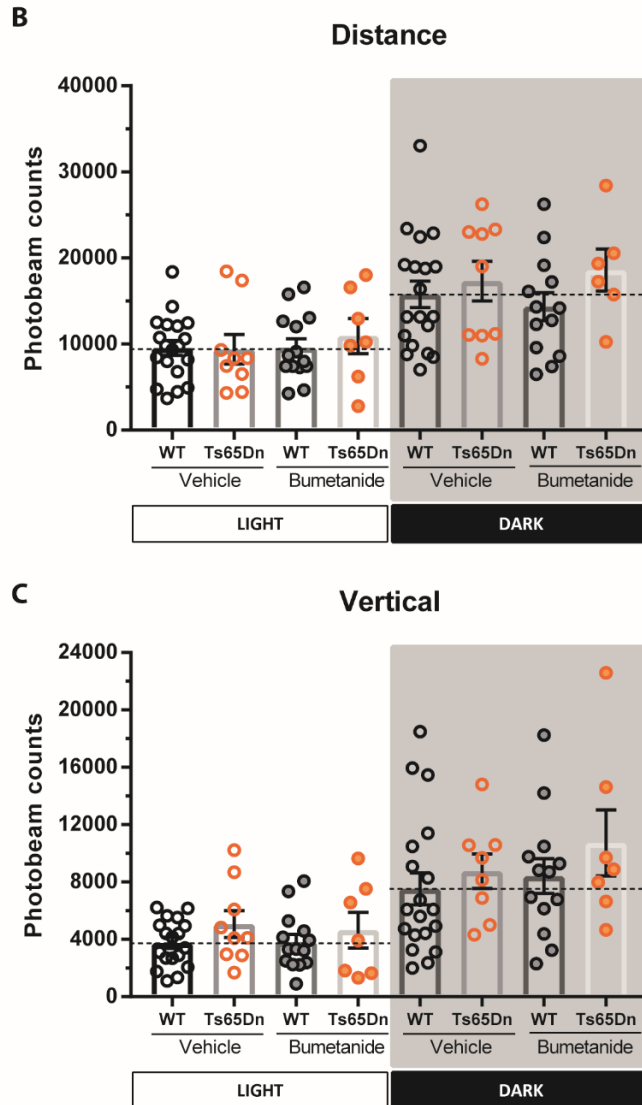 B
Distance
40000
30000
20000
10000
0
Photobeam counts
WT Ts65Dn WT Ts65Dn WT Ts65Dn WT Ts65Dn
Vehicle Bumetanide Vehicle Bumetanide
LIGHT DARK
C
Vertical
24000
20000
16000
12000
8000
4000
0
Photobeam counts
WT Ts65Dn WT Ts65Dn WT Ts65Dn WT Ts65Dn
Vehicle Bumetanide Vehicle Bumetanide
LIGHT DARK